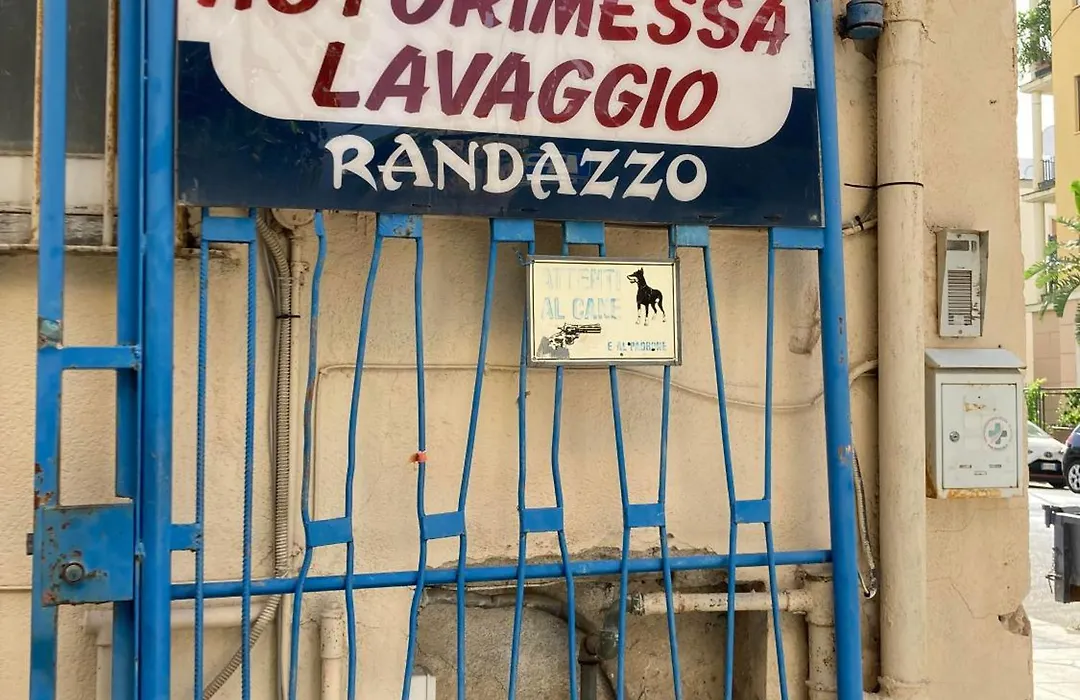 AUTORIMESSA
LAVAGGIO
RANDAZZO
ATTENTI
AL CANE
E AL PADRONE